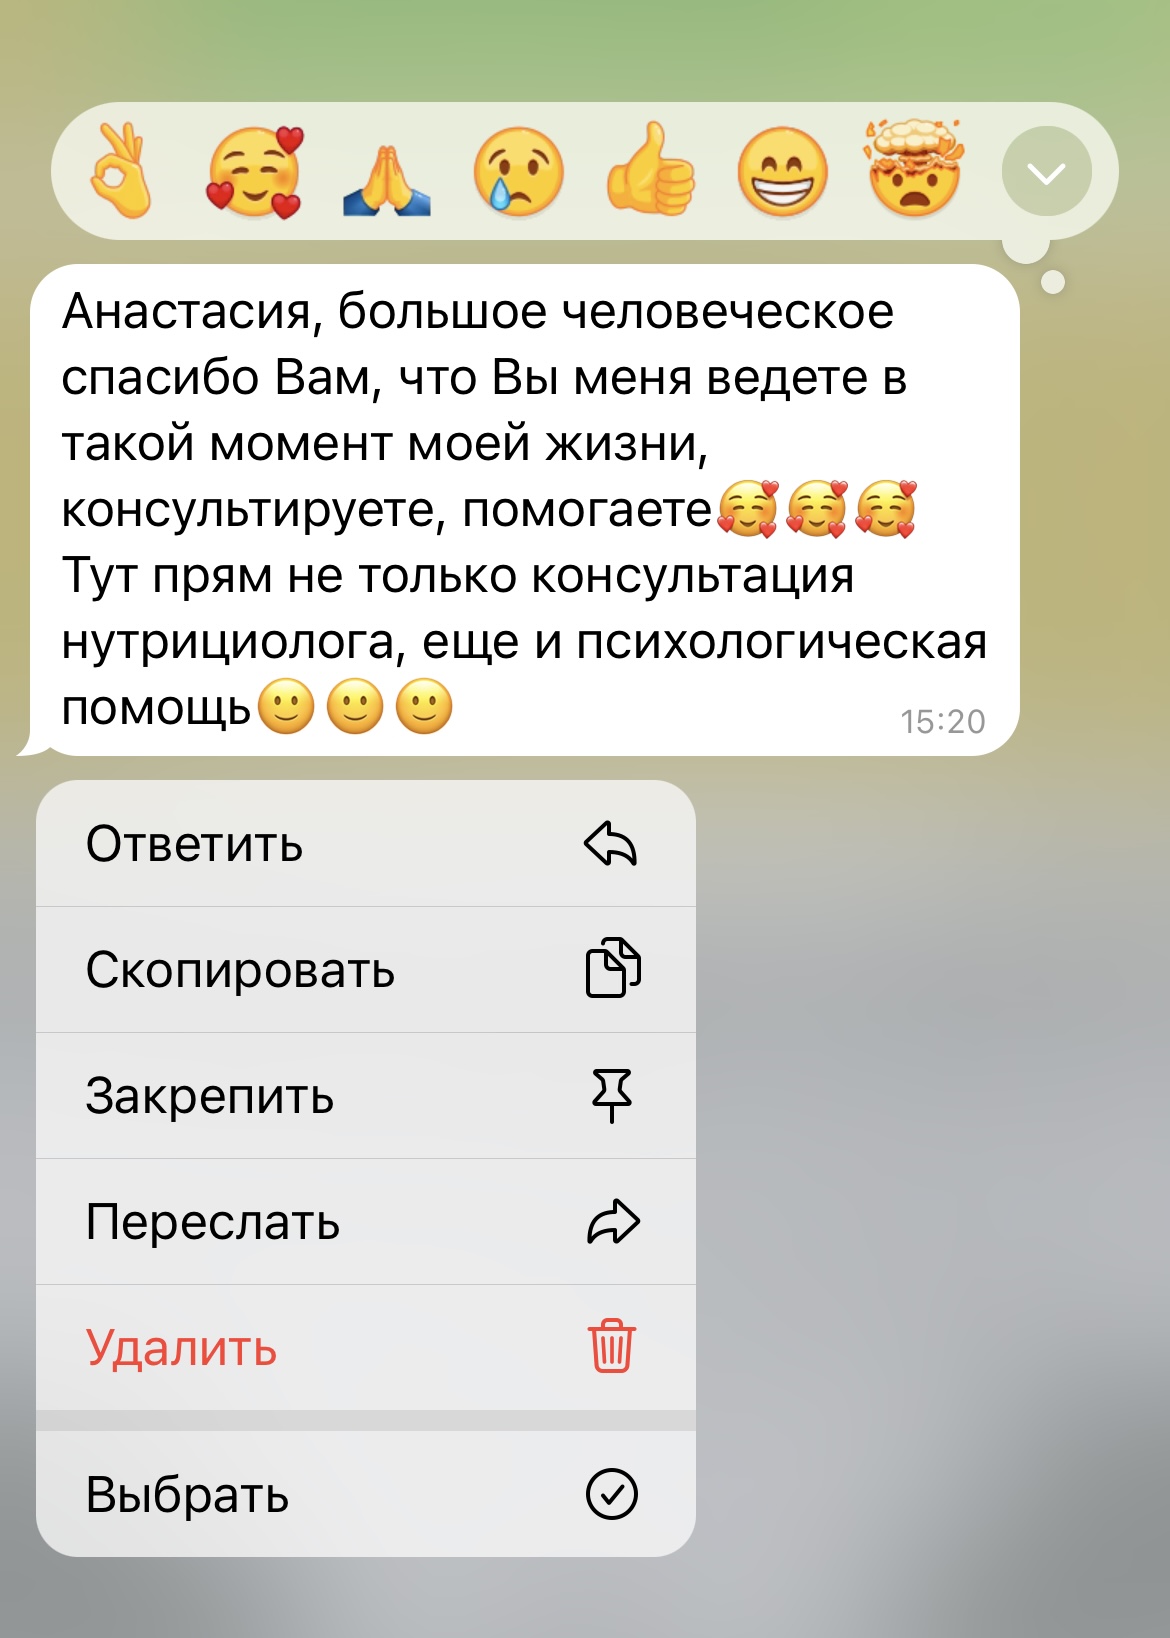 Анастасия, большое человеческое
спасибо Вам, что Вы меня ведете в
такой момент моей жизни,
консультируете, помогаете🥰🥰🥰
Тут прям не только консультация
нутрициолога, еще и психологическая
помощь🙂🙂🙂
15:20
Ответить
Скопировать
Закрепить
Переслать
Удалить
Выбрать